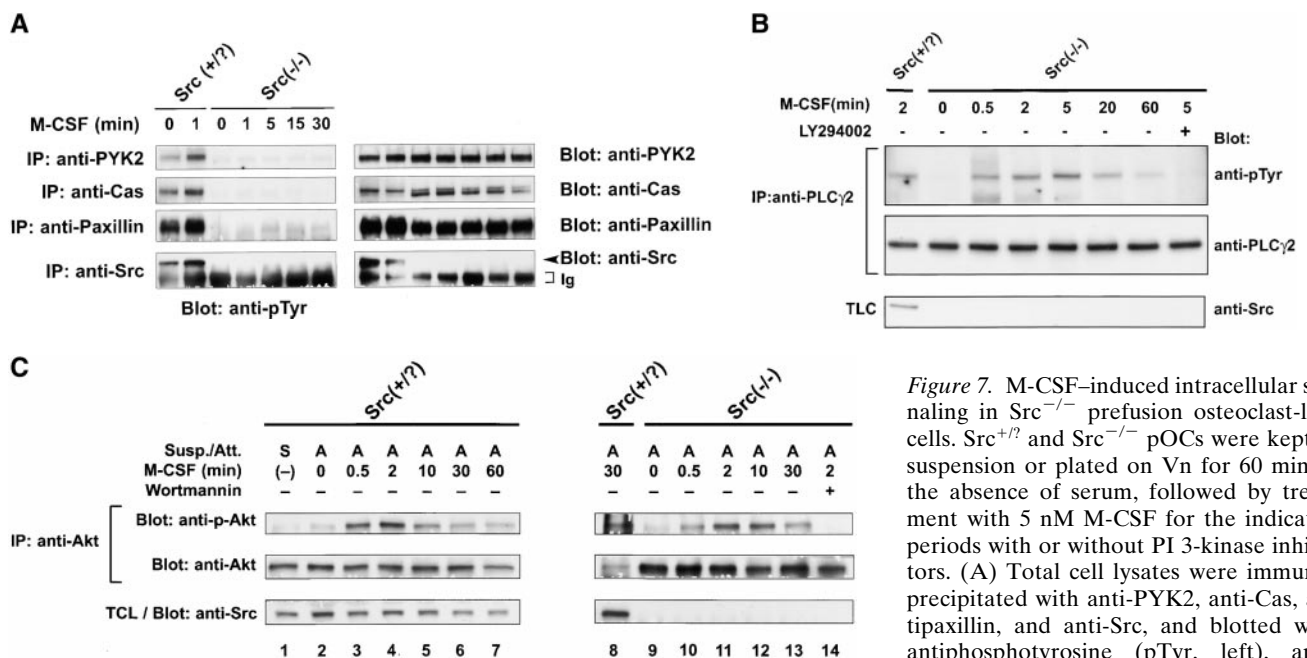 A
Src (+/?)
Src(-/-)
M-CSF (min) 0 1 0 1 5 15 30
IP: anti-PYK2
Blot: anti-PYK2
IP: anti-Cas
Blot: anti-Cas
IP: anti-Paxillin
Blot: anti-Paxillin
IP: anti-Src
Blot: anti-Src
Ig
Blot: anti-pTyr
B
Src(+/?)
Src(-/-)
M-CSF(min) 2 0 0.5 2 5 20 60 5
LY294002 - - - - - - - +
Blot:
IP:anti-PLCγ2
anti-pTyr
anti-PLCγ2
TLC
anti-Src
C
Src(+/?)
Src(+/?)
Src(-/-)
Susp./Att. S A A A A A A A A A A A A A
M-CSF (min) (–) 0 0.5 2 10 30 60 30 0 0.5 2 10 30 2
Wortmannin – – – – – – – – – – – – – +
IP: anti-Akt
Blot: anti-p-Akt
Blot: anti-Akt
TCL / Blot: anti-Src
1 2 3 4 5 6 7 8 9 10 11 12 13 14
Figure 7. M-CSF–induced intracellular s
naling in Src−/− prefusion osteoclast-l
cells. Src+/? and Src−/− pOCs were kept
suspension or plated on Vn for 60 min
the absence of serum, followed by tre
ment with 5 nM M-CSF for the indicat
periods with or without PI 3-kinase inhi
tors. (A) Total cell lysates were immun
precipitated with anti-PYK2, anti-Cas, a
tipaxillin, and anti-Src, and blotted w
antiphosphotyrosine (pTyr, left), an